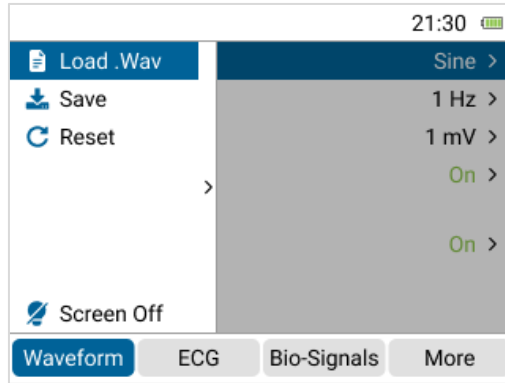 21:30
Load .Wav Sine >
Save 1 Hz >
Reset 1 mV >
On >
>
On >
Screen Off
Waveform ECG Bio-Signals More